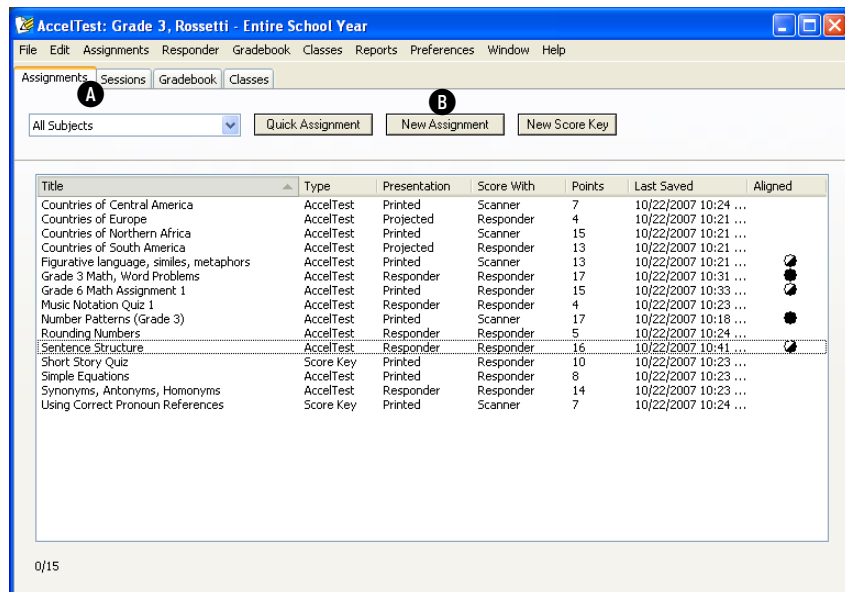 AccelTest: Grade 3, Rossetti - Entire School Year
File Edit Assignments Responder Gradebook Classes Reports Preferences Window Help
Assignments Sessions Gradebook Classes
A B
All Subjects Quick Assignment New Assignment New Score Key
Title Type Presentation Score With Points Last Saved Aligned
Countries of Central America AccelTest Printed Scanner 7 10/22/2007 10:24 ...
Countries of Europe AccelTest Projected Responder 4 10/22/2007 10:21 ...
Countries of Northern Africa AccelTest Printed Scanner 15 10/22/2007 10:21 ...
Countries of South America AccelTest Projected Responder 13 10/22/2007 10:21 ...
Figurative language, similes, metaphors AccelTest Printed Scanner 13 10/22/2007 10:21 ...
Grade 3 Math, Word Problems AccelTest Responder Responder 17 10/22/2007 10:31 ...
Grade 6 Math Assignment 1 AccelTest Printed Responder 15 10/22/2007 10:33 ...
Music Notation Quiz 1 AccelTest Responder Responder 4 10/22/2007 10:23 ...
Number Patterns (Grade 3) AccelTest Printed Scanner 17 10/22/2007 10:18 ...
Rounding Numbers AccelTest Responder Responder 5 10/22/2007 10:24 ...
Sentence Structure AccelTest Responder Responder 16 10/22/2007 10:41 ...
Short Story Quiz Score Key Printed Responder 10 10/22/2007 10:23 ...
Simple Equations AccelTest Printed Responder 8 10/22/2007 10:23 ...
Synonyms, Antonyms, Homonyms AccelTest Responder Responder 14 10/22/2007 10:23 ...
Using Correct Pronoun References Score Key Printed Scanner 7 10/22/2007 10:24 ...
0/15